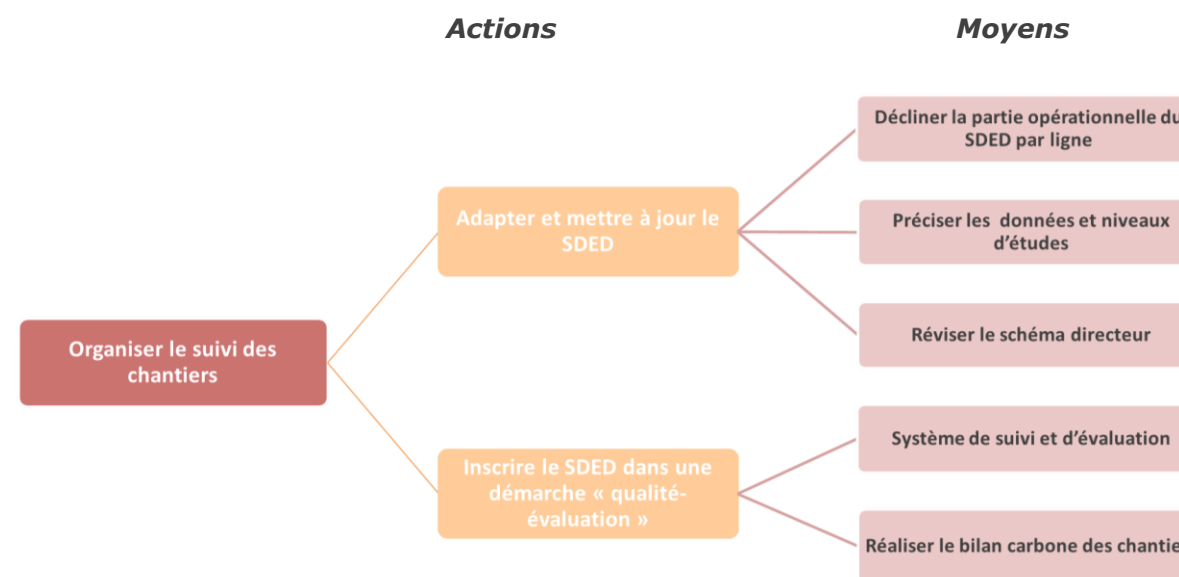 Actions
Moyens
Décliner la partie opérationnelle du
SDED par ligne
Adapter et mettre à jour le
SDED
Préciser les données et niveaux
d'études
Réviser le schéma directeur
Organiser le suivi des
chantiers
Système de suivi et d'évaluation
Inscrire le SDED dans une
démarche « qualité-
évaluation »
Réaliser le bilan carbone des